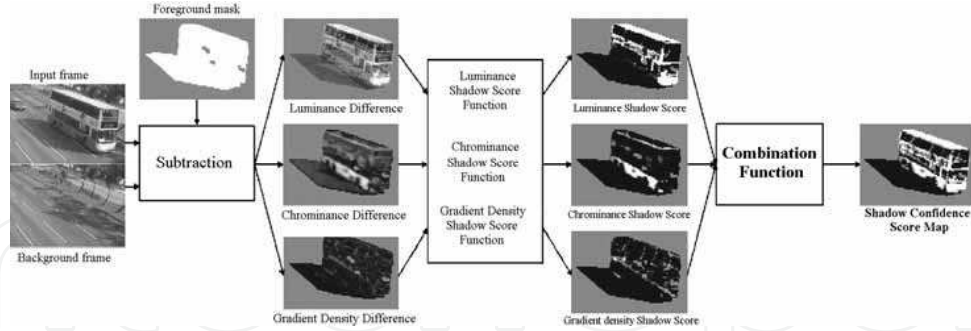 Foreground mask
Input frame
Background frame
Subtraction
Luminance Difference
Chrominance Difference
Gradient Density Difference
Luminance
Shadow Score
Function
Chrominance
Shadow Score
Function
Gradient Density
Shadow Score
Function
Luminance Shadow Score
Chrominance Shadow Score
Gradient density Shadow Score
Combination
Function
Shadow Confidence
Score Map